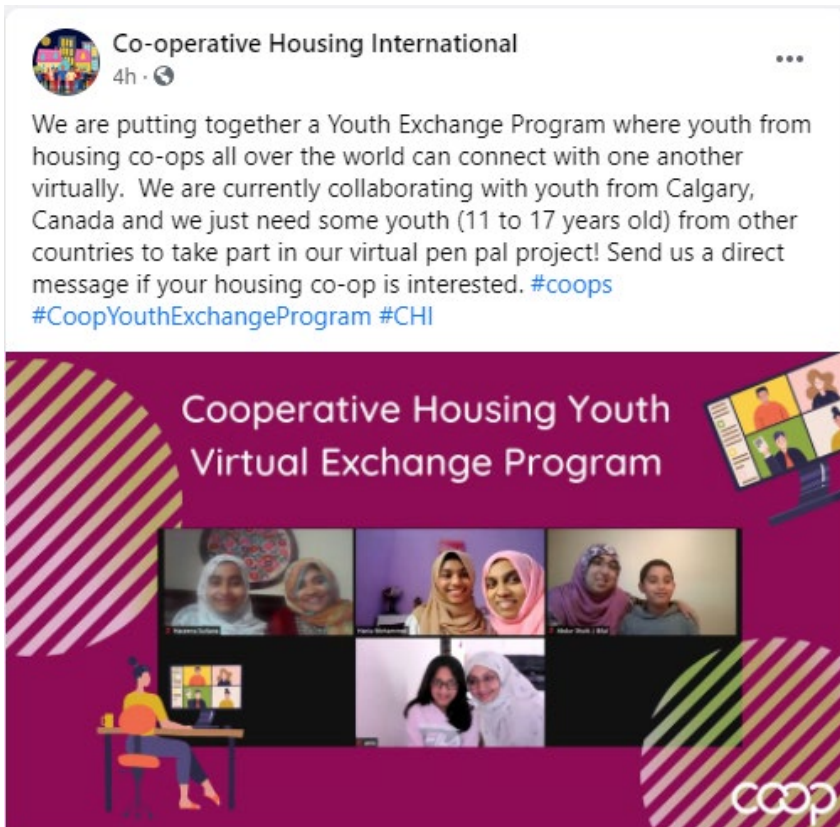 Co-operative Housing International
4h ·
We are putting together a Youth Exchange Program where youth from
housing co-ops all over the world can connect with one another
virtually.  We are currently collaborating with youth from Calgary,
Canada and we just need some youth (11 to 17 years old) from other
countries to take part in our virtual pen pal project! Send us a direct
message if your housing co-op is interested. #coops
#CoopYouthExchangeProgram #CHI
Cooperative Housing Youth
Virtual Exchange Program
coop